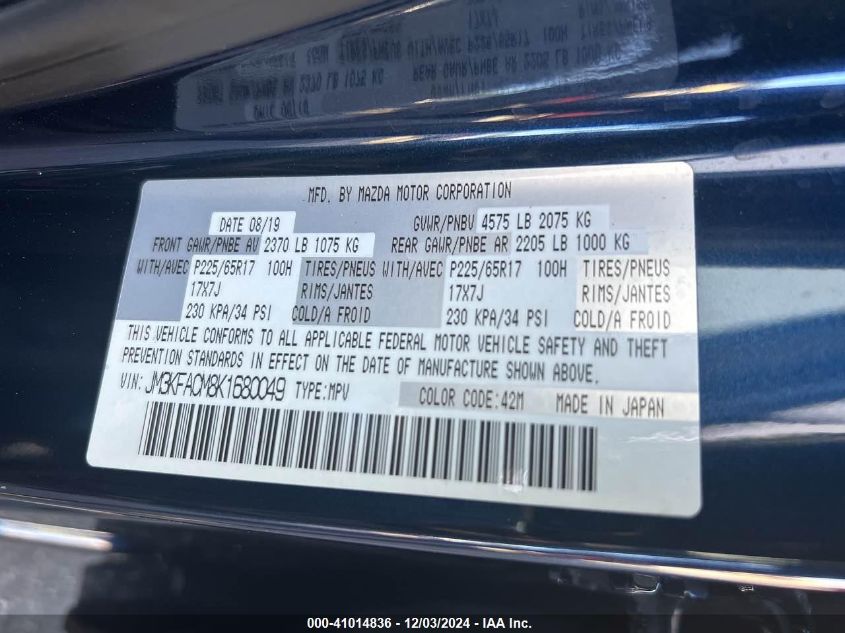 MFD. BY MAZDA MOTOR CORPORATION
DATE 08/19 GVWR/PNBV 4575 LB 2075 KG
FRONT GAWR/PNBE AV 2370 LB 1075 KG REAR GAWR/PNBE AR 2205 LB 1000 KG
WITH/AVEC P225/65R17 100H TIRES/PNEUS WITH/AVEC P225/65R17 100H TIRES/PNEUS
17X7J RIMS/JANTES 17X7J RIMS/JANTES
230 KPA/34 PSI COLD/A FROID 230 KPA/34 PSI COLD/A FROID
THIS VEHICLE CONFORMS TO ALL APPLICABLE FEDERAL MOTOR VEHICLE SAFETY AND THEFT
PREVENTION STANDARDS IN EFFECT ON THE DATE OF MANUFACTURE SHOWN ABOVE.
VIN: JM3KFACM8K1680049 TYPE:MPV COLOR CODE:42M MADE IN JAPAN
000-41014836 - 12/03/2024 - IAA Inc.